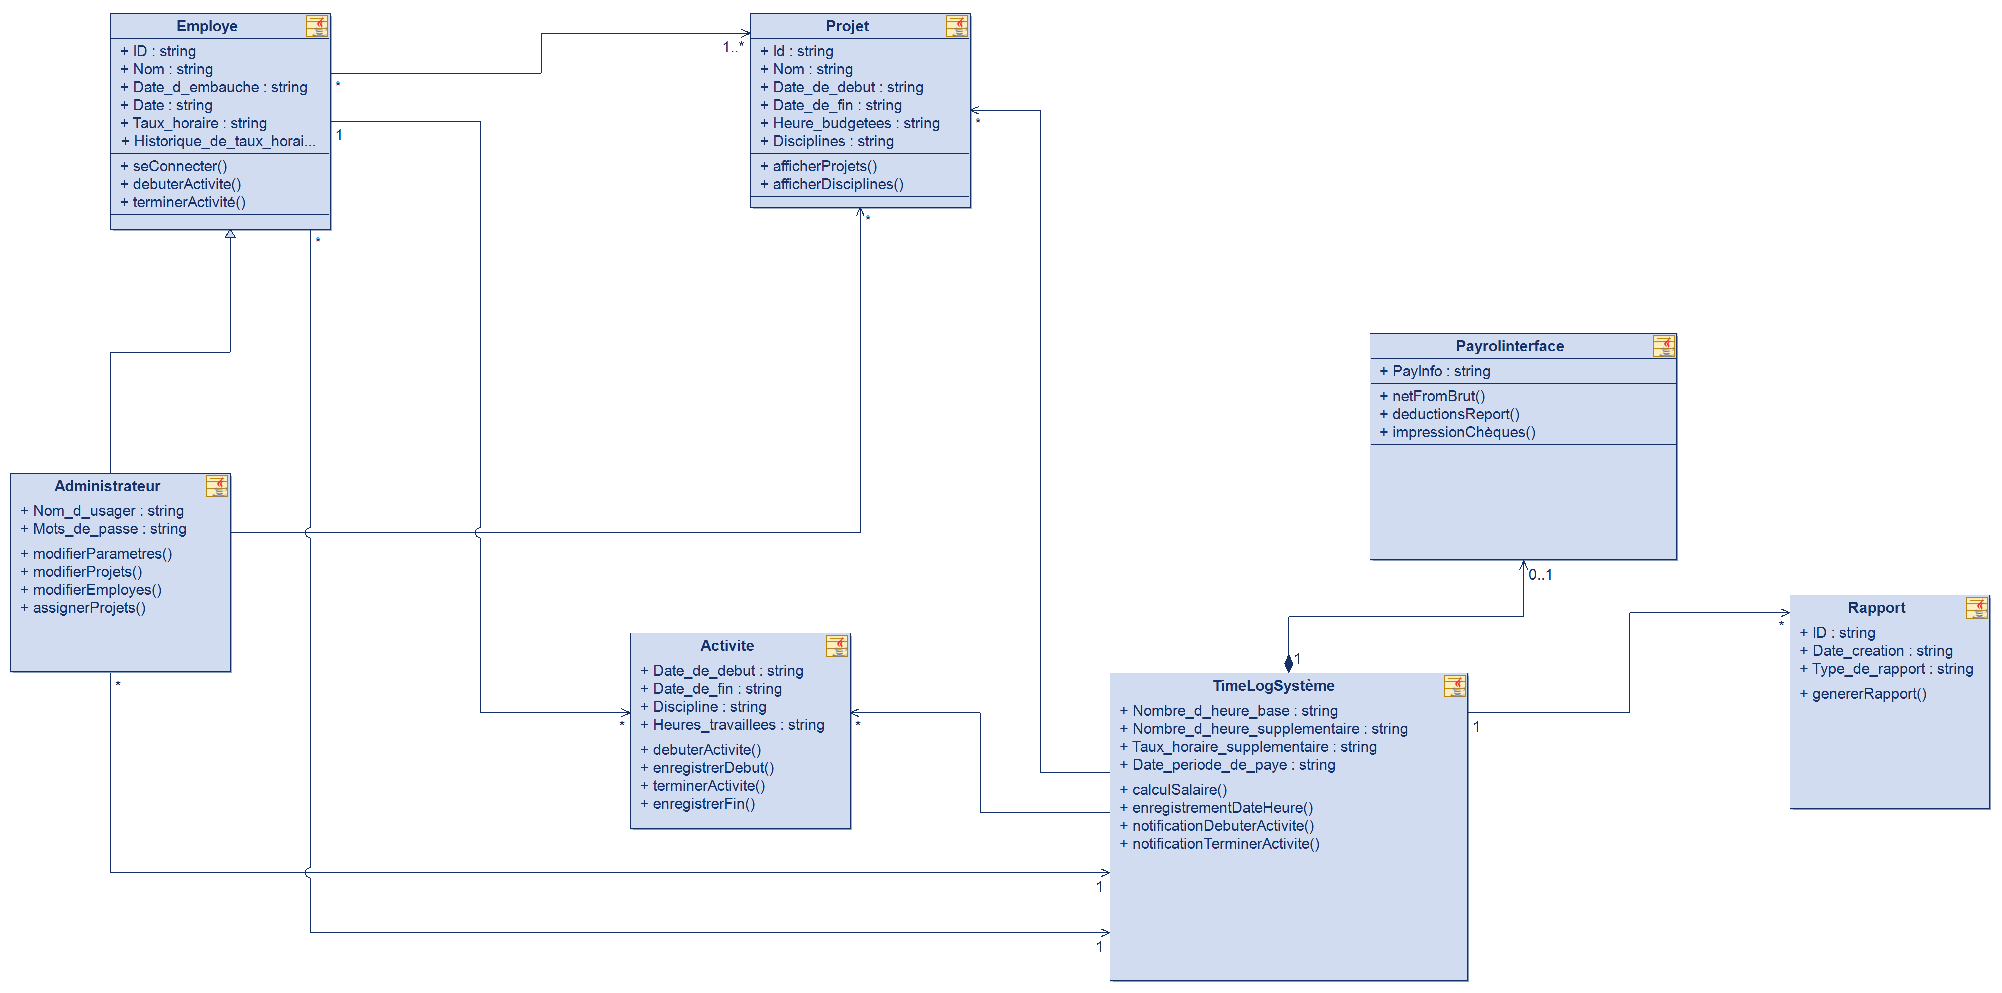 Employe
+ ID : string
+ Nom : string
+ Date_d_embauche : string
+ Date : string
+ Taux_horaire : string
+ Historique_de_taux_horai...
+ seConnecter()
+ debuterActivite()
+ terminerActivité()
*
1
*
1..*
Projet
+ Id : string
+ Nom : string
+ Date_de_debut : string
+ Date_de_fin : string
+ Heure_budgetees : string
+ Disciplines : string
+ afficherProjets()
+ afficherDisciplines()
*
*
Payrolinterface
+ PayInfo : string
+ netFromBrut()
+ deductionsReport()
+ impressionChèques()
0..1
Administrateur
+ Nom_d_usager : string
+ Mots_de_passe : string
+ modifierParametres()
+ modifierProjets()
+ modifierEmployes()
+ assignerProjets()
*
Activite
+ Date_de_debut : string
+ Date_de_fin : string
+ Discipline : string
+ Heures_travaillees : string
+ debuterActivite()
+ enregistrerDebut()
+ terminerActivite()
+ enregistrerFin()
*
*
1
TimeLogSystème
+ Nombre_d_heure_base : string
+ Nombre_d_heure_supplementaire : string
+ Taux_horaire_supplementaire : string
+ Date_periode_de_paye : string
+ calculSalaire()
+ enregistrementDateHeure()
+ notificationDebuterActivite()
+ notificationTerminerActivite()
1
1
1
*
Rapport
+ ID : string
+ Date_creation : string
+ Type_de_rapport : string
+ genererRapport()